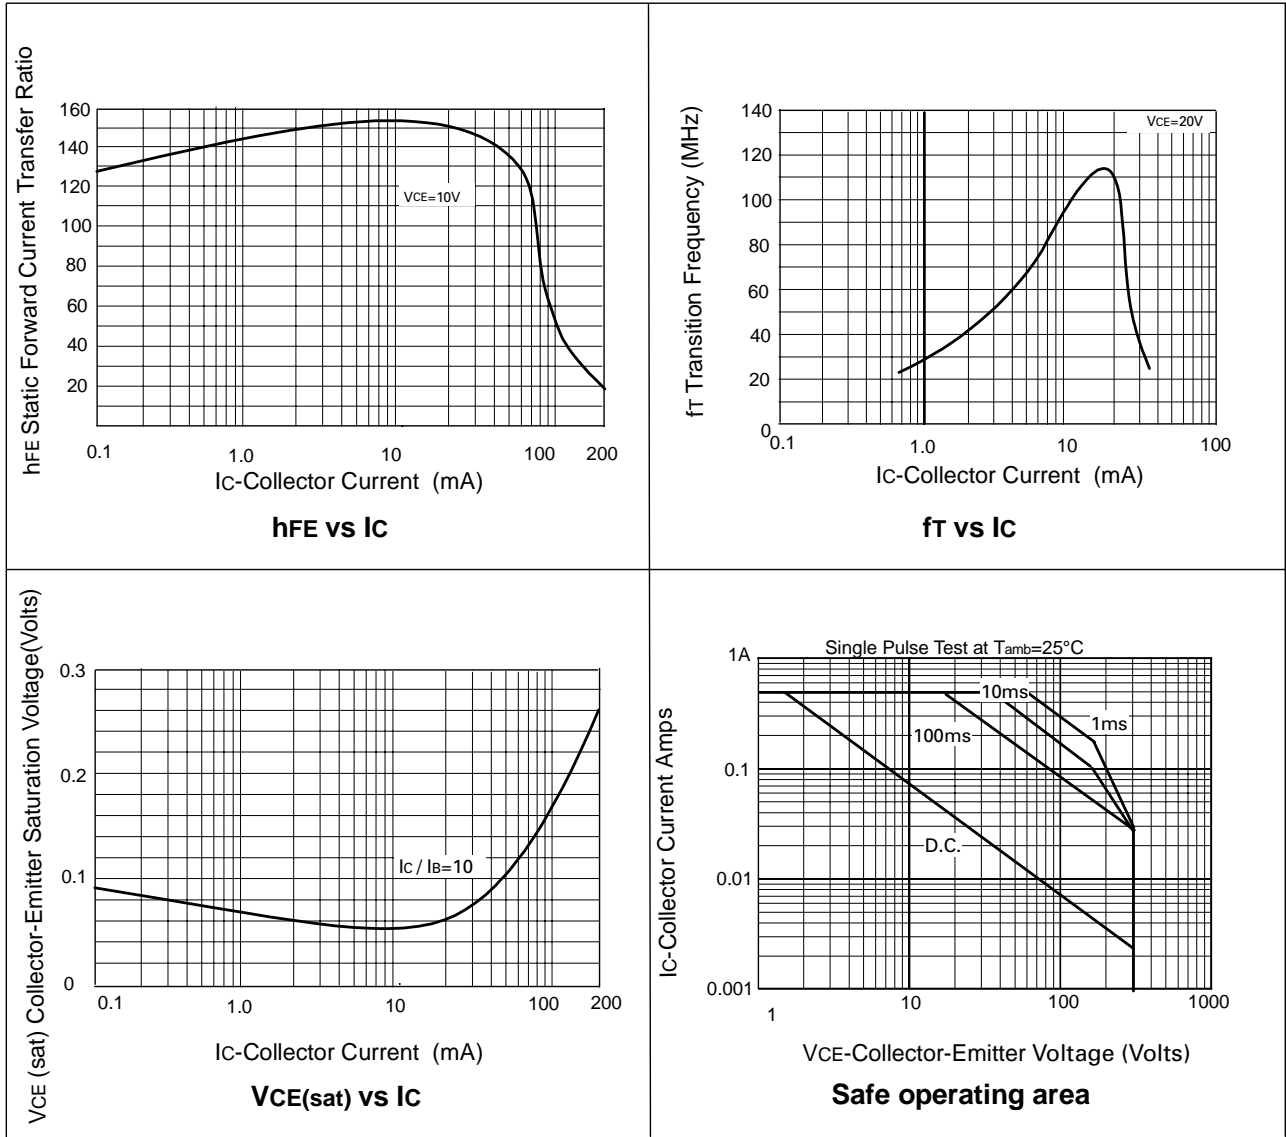 hFE Static Forward Current Transfer Ratio
160
140
120
100
80
60
40
20
VCE=10V
0.1
1.0
10
100
200
IC-Collector Current (mA)
hFE vs IC
fT Transition Frequency (MHz)
140
120
100
80
60
40
20
0
VCE=20V
0.1
1.0
10
100
IC-Collector Current (mA)
fT vs IC
VCE (sat) Collector-Emitter Saturation Voltage(Volts)
0.3
0.2
0.1
0
IC / IB=10
0.1
1.0
10
100
200
IC-Collector Current (mA)
VCE(sat) vs IC
Single Pulse Test at Tamb=25°C
IC-Collector Current Amps
1A
0.1
0.01
0.001
10ms
1ms
100ms
D.C.
1
10
100
1000
VCE-Collector-Emitter Voltage (Volts)
Safe operating area